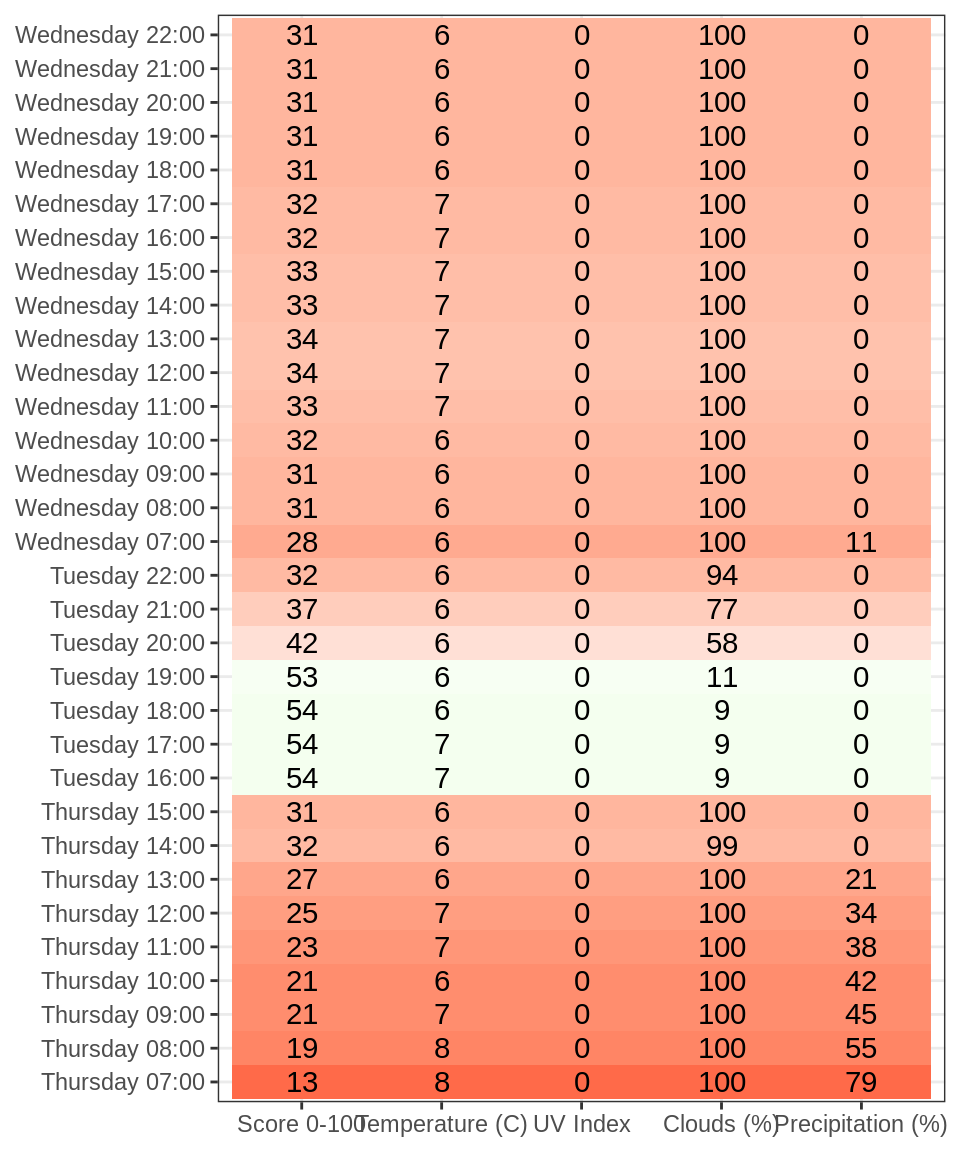 Wednesday 22:00 31 6 0 100 0
Wednesday 21:00 31 6 0 100 0
Wednesday 20:00 31 6 0 100 0
Wednesday 19:00 31 6 0 100 0
Wednesday 18:00 31 6 0 100 0
Wednesday 17:00 32 7 0 100 0
Wednesday 16:00 32 7 0 100 0
Wednesday 15:00 33 7 0 100 0
Wednesday 14:00 33 7 0 100 0
Wednesday 13:00 34 7 0 100 0
Wednesday 12:00 34 7 0 100 0
Wednesday 11:00 33 7 0 100 0
Wednesday 10:00 32 6 0 100 0
Wednesday 09:00 31 6 0 100 0
Wednesday 08:00 31 6 0 100 0
Wednesday 07:00 28 6 0 100 11
Tuesday 22:00 32 6 0 94 0
Tuesday 21:00 37 6 0 77 0
Tuesday 20:00 42 6 0 58 0
Tuesday 19:00 53 6 0 11 0
Tuesday 18:00 54 6 0 9 0
Tuesday 17:00 54 7 0 9 0
Tuesday 16:00 54 7 0 9 0
Thursday 15:00 31 6 0 100 0
Thursday 14:00 32 6 0 99 0
Thursday 13:00 27 6 0 100 21
Thursday 12:00 25 7 0 100 34
Thursday 11:00 23 7 0 100 38
Thursday 10:00 21 6 0 100 42
Thursday 09:00 21 7 0 100 45
Thursday 08:00 19 8 0 100 55
Thursday 07:00 13 8 0 100 79
Score 0-100 Temperature (C) UV Index Clouds (%) Precipitation (%)